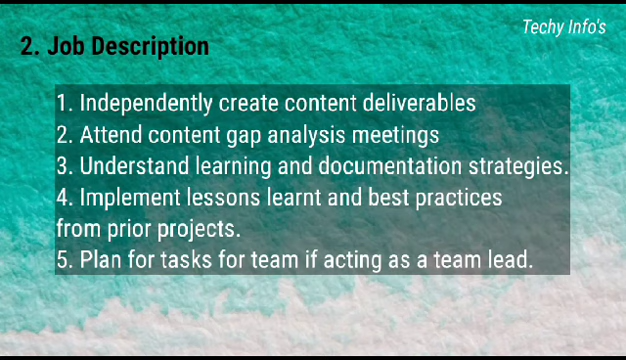 Techy Info's
2. Job Description
1. Independently create content deliverables
2. Attend content gap analysis meetings
3. Understand learning and documentation strategies.
4. Implement lessons learnt and best practices
from prior projects.
5. Plan for tasks for team if acting as a team lead.